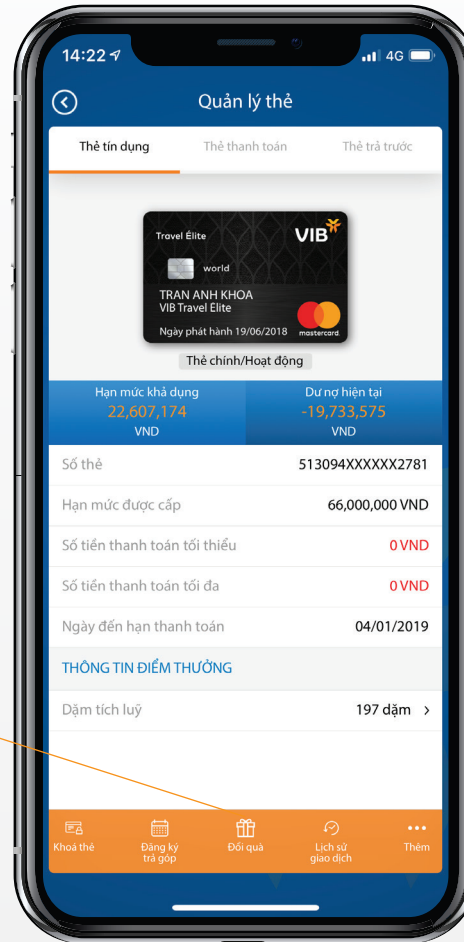 14:22
4G
Quản lý thẻ
Thẻ tín dụng Thẻ thanh toán Thẻ trả trước
Travel Élite
VIB
world
TRAN ANH KHOA
VIB Travel Elite
Ngày phát hành 19/06/2018
mastercard.
Thẻ chính/Hoạt động
Hạn mức khả dụng
22,607,174
VND
Dư nợ hiện tại
-19,733,575
VND
Số thẻ 513094XXXXXX2781
Hạn mức được cấp 66,000,000 VND
Số tiền thanh toán tối thiểu 0 VND
Số tiền thanh toán tối đa 0 VND
Ngày đến hạn thanh toán 04/01/2019
THÔNG TIN ĐIỂM THƯỞNG
Dặm tích luỹ 197 dặm
Khoá thẻ
Đăng ký
trả góp
Đổi quà
Lịch sử
giao dịch
Thêm